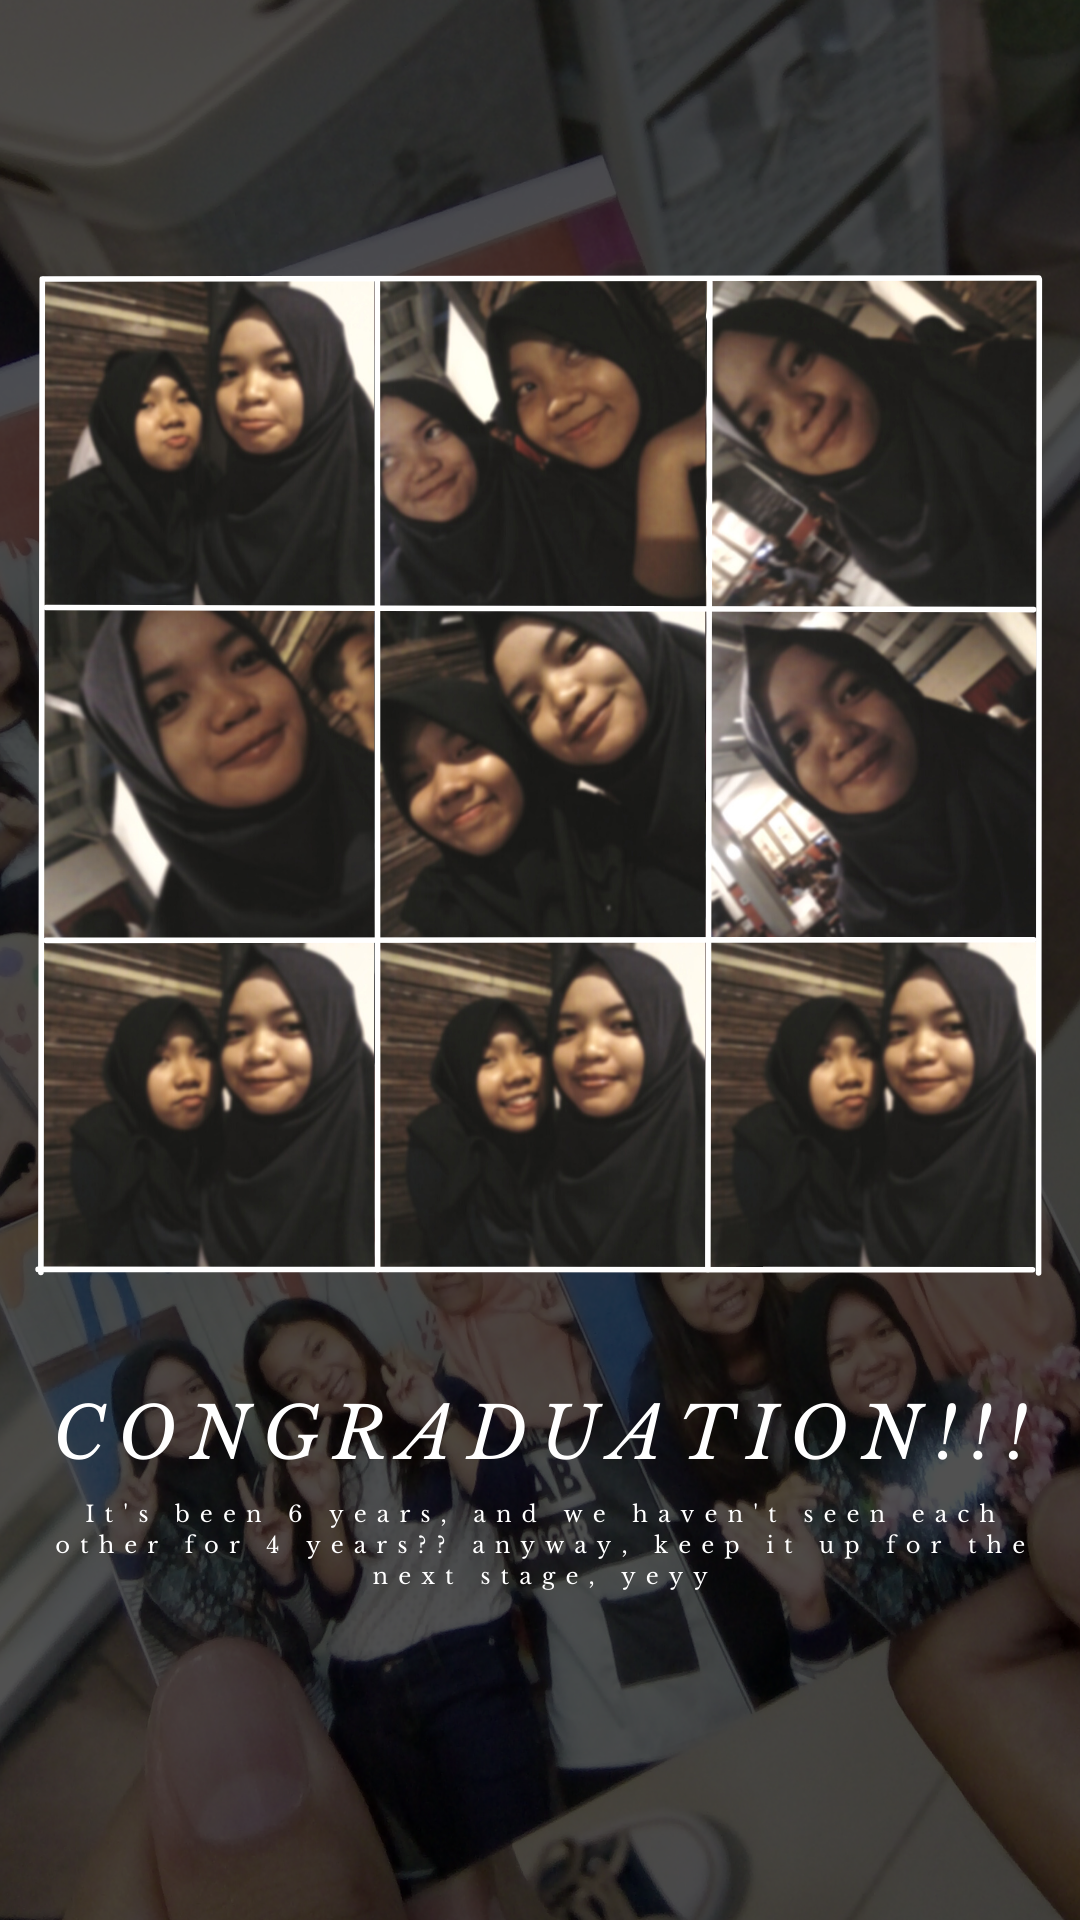 CONGRADUATION!!!
It's been 6 years, and we haven't seen each
other for 4 years?? anyway, keep it up for the
next stage, yeyy